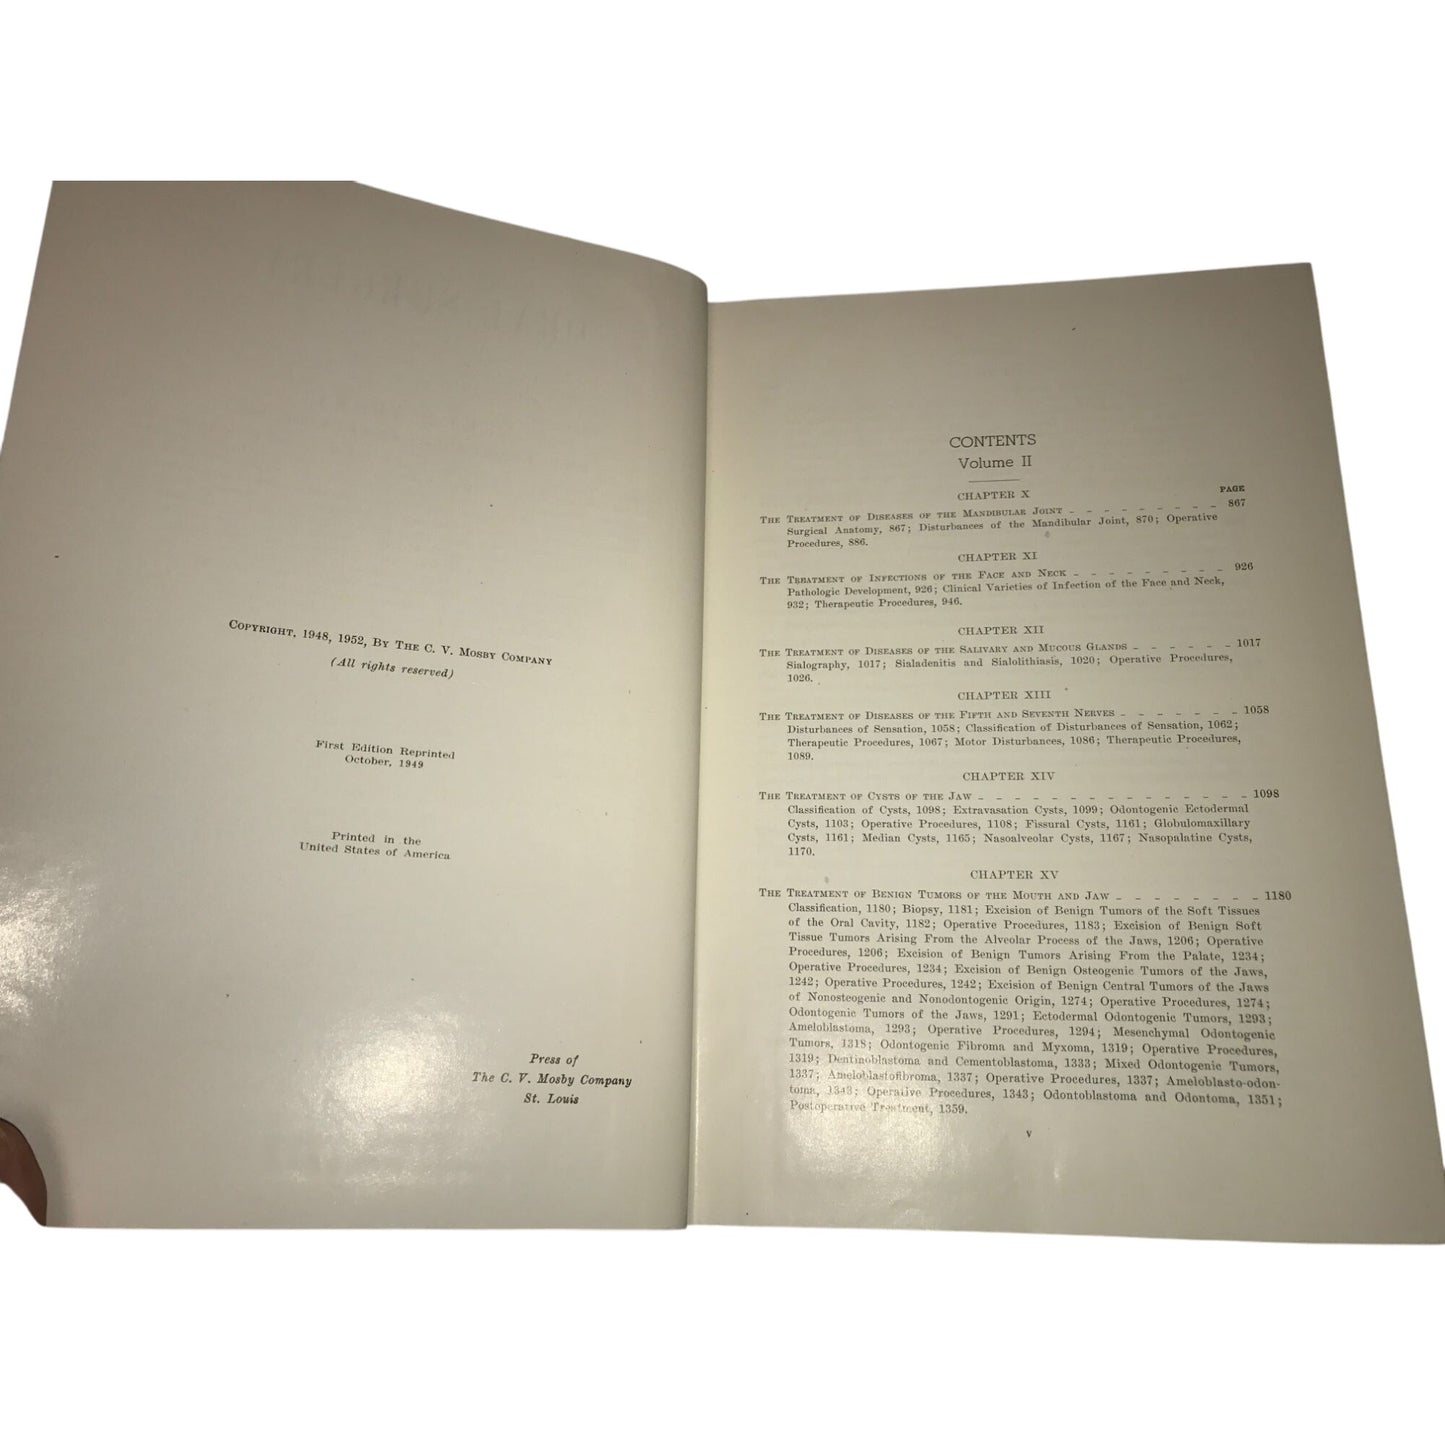 COPYRIGHT, 1948, 1952, BY THE C. V. MOSBY COMPANY
(All rights reserved)
First Edition Reprinted
October, 1949
Printed in the
United States of America
Press of
The C. V. Mosby Company
St. Louis
CONTENTS
Volume II
CHAPTER X
PAGE
THE TREATMENT OF DISEASES OF THE MANDIBULAR JOINT _ _ _ _ _ _ _ _ _ 867
Surgical Anatomy, 867; Disturbances of the Mandibular Joint, 870; Operative
Procedures, 886.
CHAPTER XI
THE TREATMENT OF INFECTIONS OF THE FACE AND NECK _ _ _ _ _ _ _ _ _ 926
Pathologic Development, 926; Clinical Varieties of Infection of the Face and Neck,
932; Therapeutic Procedures, 946.
CHAPTER XII
THE TREATMENT OF DISEASES OF THE SALIVARY AND MUCOUS GLANDS _ _ _ _ _ _ 1017
Sialography, 1017; Sialadenitis and Sialolithiasis, 1020; Operative Procedures,
1026.
CHAPTER XIII
THE TREATMENT OF DISEASES OF THE FIFTH AND SEVENTH NERVES _ _ _ _ _ _ _ 1058
Disturbances of Sensation, 1058; Classification of Disturbances of Sensation, 1062;
Therapeutic Procedures, 1067; Motor Disturbances, 1086; Therapeutic Procedures,
1089.
CHAPTER XIV
THE TREATMENT OF CYSTS OF THE JAW _ _ _ _ _ _ _ _ _ _ _ _ _ _ _ 1098
Classification of Cysts, 1098; Extravasation Cysts, 1099; Odontogenic Ectodermal
Cysts, 1103; Operative Procedures, 1108; Fissural Cysts, 1161; Globulomaxillary
Cysts, 1161; Median Cysts, 1165; Nasoalveolar Cysts, 1167; Nasopalatine Cysts,
1170.
CHAPTER XV
THE TREATMENT OF BENIGN TUMORS OF THE MOUTH AND JAW _ _ _ _ _ _ _ _ 1180
Classification, 1180; Biopsy, 1181; Excision of Benign Tumors of the Soft Tissues
of the Oral Cavity, 1182; Operative Procedures, 1183; Excision of Benign Soft
Tissue Tumors Arising From the Alveolar Process of the Jaws, 1206; Operative
Procedures, 1206; Excision of Benign Tumors Arising From the Palate, 1234;
Operative Procedures, 1234; Excision of Benign Osteogenic Tumors of the Jaws,
1242; Operative Procedures, 1242; Excision of Benign Central Tumors of the Jaws
of Nonosteogenic and Nonodontogenic Origin, 1274; Operative Procedures, 1274;
Odontogenic Tumors of the Jaws, 1291; Ectodermal Odontogenic Tumors, 1293;
Ameloblastoma, 1293; Operative Procedures, 1294; Mesenchymal Odontogenic
Tumors, 1318; Odontogenic Fibroma and Myxoma, 1319; Operative Procedures,
1319; Dentinoblastoma and Cementoblastoma, 1333; Mixed Odontogenic Tumors,
1337; Ameloblastofibroma, 1337; Operative Procedures, 1337; Ameloblasto-odon-
toma, 1343; Operative Procedures, 1343; Odontoblastoma and Odontoma, 1351;
Postoperative Treatment, 1359.
v